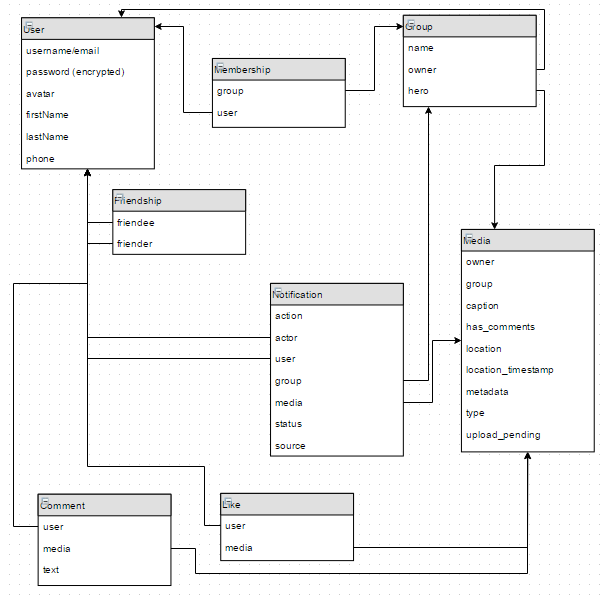 User
username/email
password (encrypted)
avatar
firstName
lastName
phone
Membership
group
user
Group
name
owner
hero
Friendship
friendee
friender
Media
owner
group
caption
has_comments
location
location_timestamp
metadata
type
upload_pending
Notification
action
actor
user
group
media
status
source
Comment
user
media
text
Like
user
media